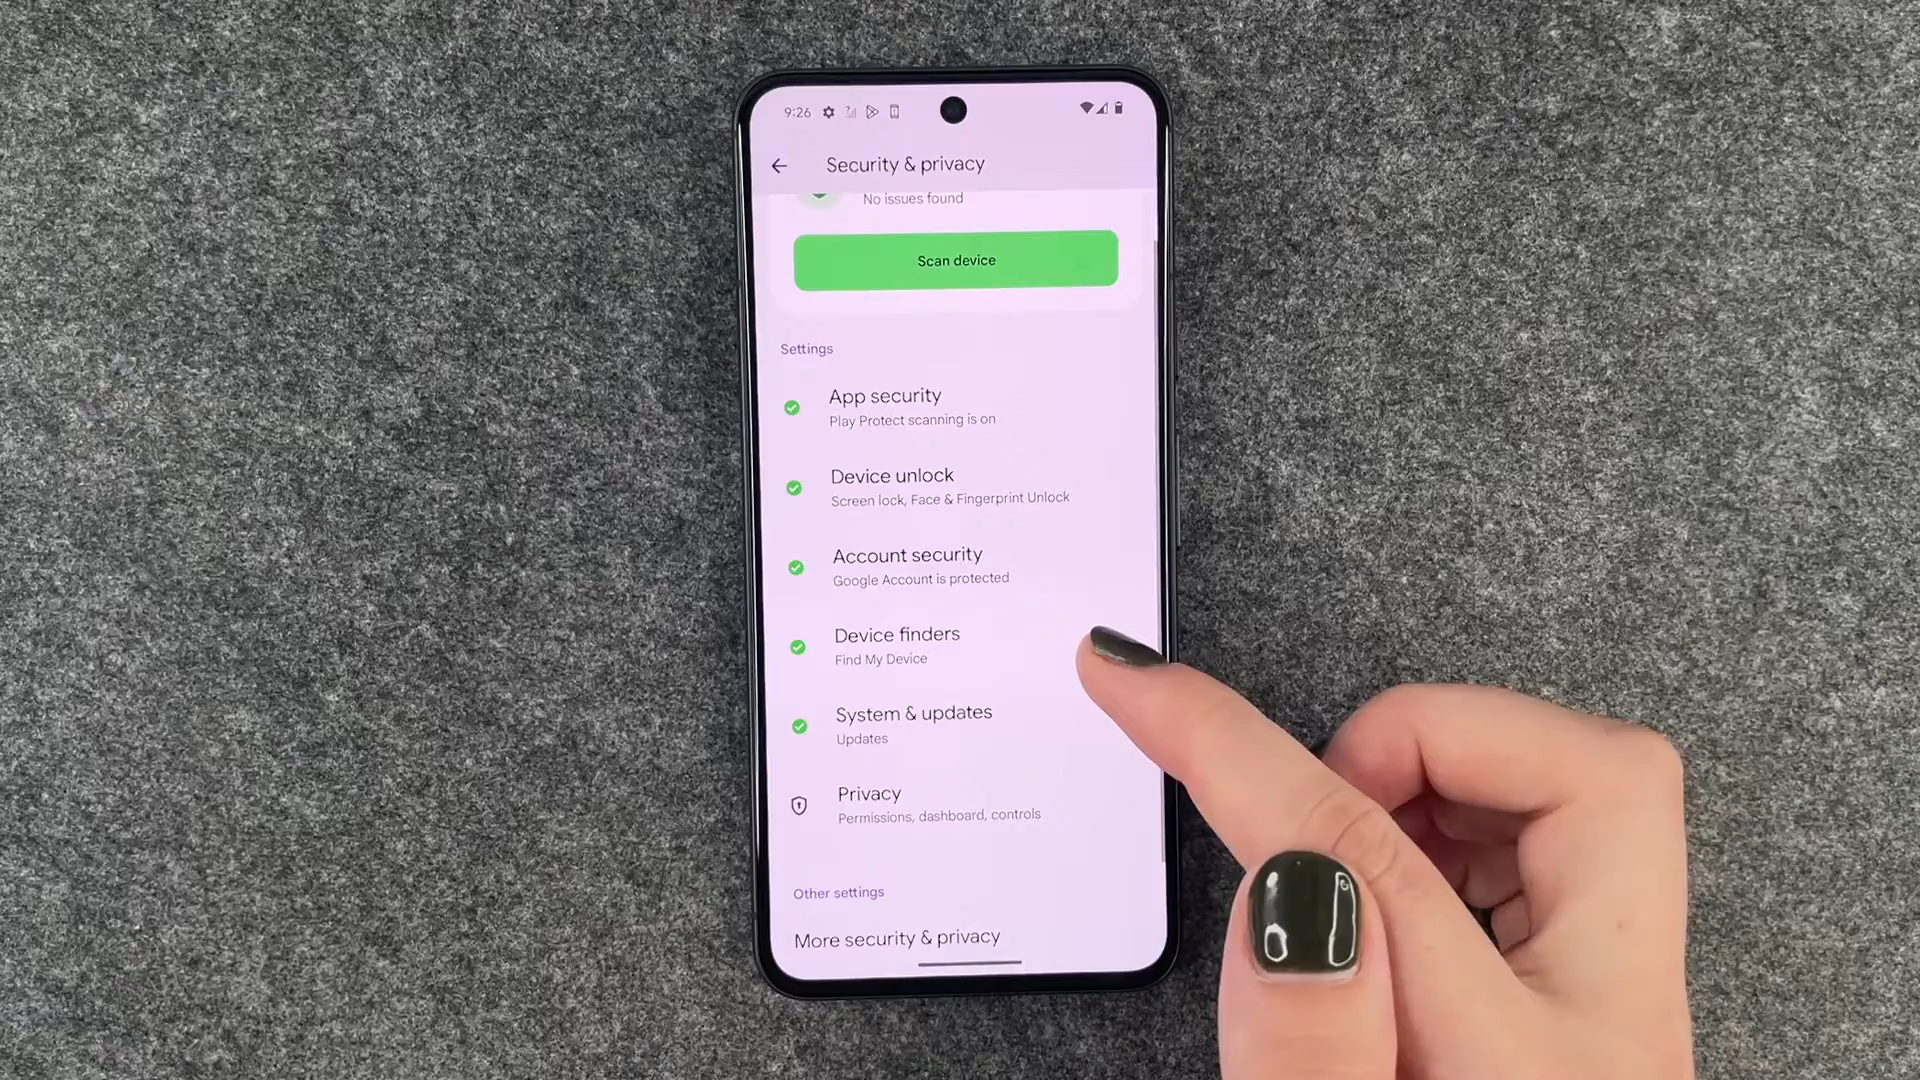 9:26
Security & privacy
No issues found
Scan device
Settings
App security
Play Protect scanning is on
Device unlock
Screen lock, Face & Fingerprint Unlock
Account security
Google Account is protected
Device finders
Find My Device
System & updates
Updates
Privacy
Permissions, dashboard, controls
Other settings
More security & privacy